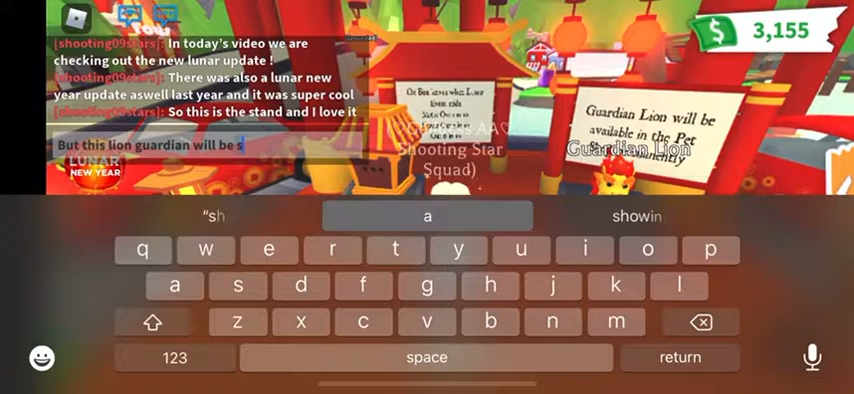 3,155
[shooting09stars]: In today's video we are
checking out the new lunar update !
[shooting09stars]: There was also a lunar new
year update aswell last year and it was super cool
[shooting09stars]: So this is the stand and I love it
But this lion guardian will be s
LUNAR
NEW YEAR
Shooting Star
Squad)
Guardian Lion will be
available in the Pet
Guardian Lion
"sh
a
showin
q w e r t y u i o p
a s d f g h j k l
z x c v b n m
123
space
return